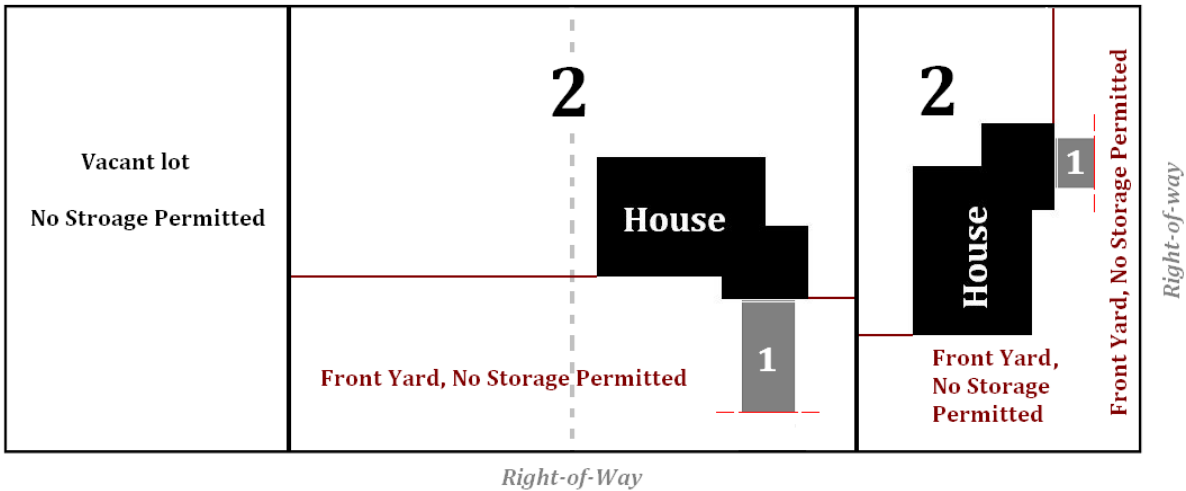 Vacant lot
No Stroage Permitted
2
House
1
Front Yard, No Storage Permitted
2
House
1
Front Yard,
No Storage
Permitted
Front Yard, No Storage Permitted
Right-of-way
Right-of-Way